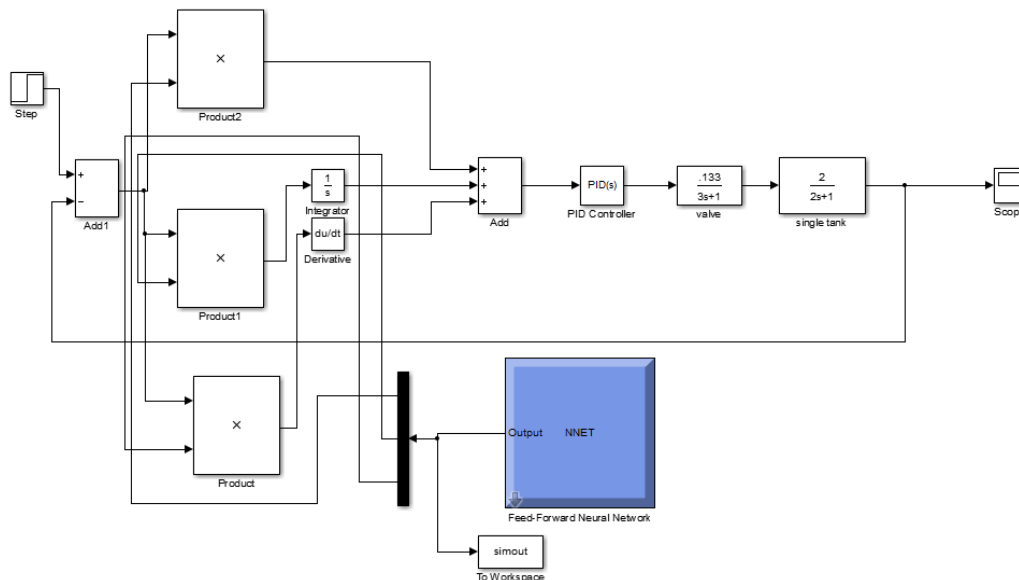 Step
×
Product2
+
−
Add1
×
Product1
1
s
Integrator
du/dt
Derivative
+
+
+
Add
PID(s)
PID Controller
.133
3s+1
valve
2
2s+1
single tank
Scop
×
Product
Output
NNET
Feed-Forward Neural Network
simout
To Workspace